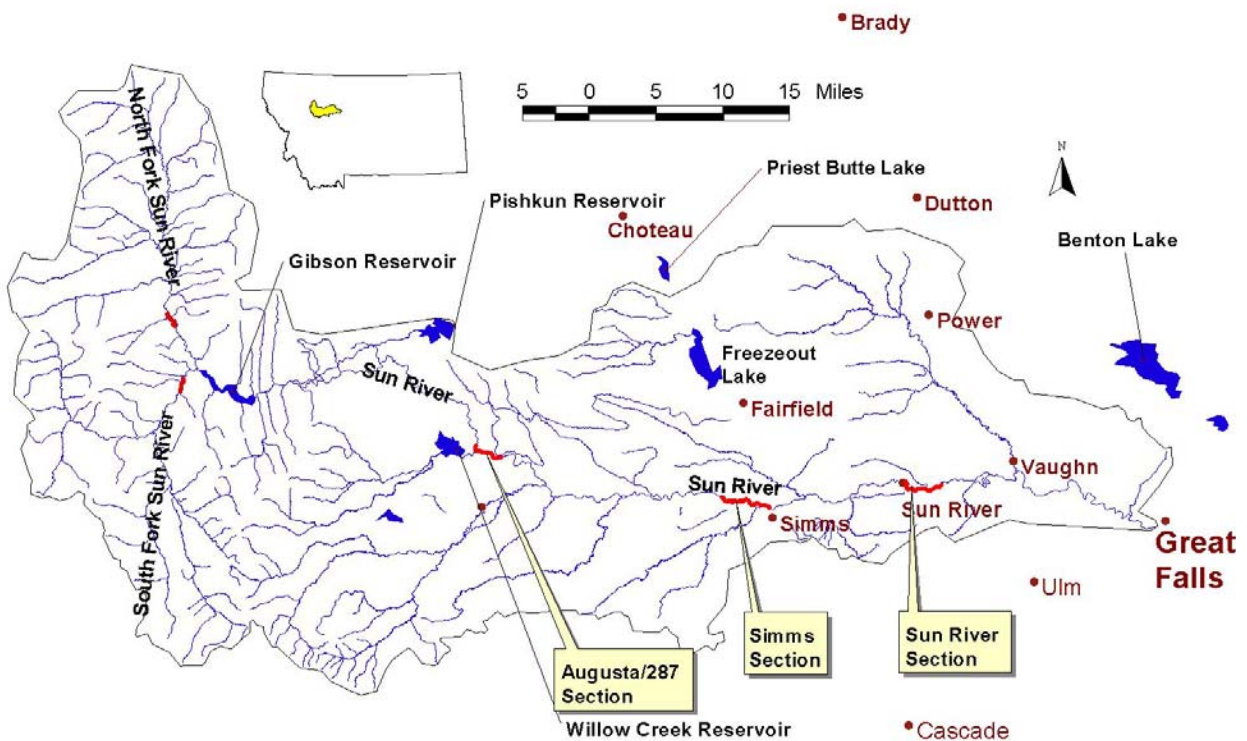 Brady
5 0 5 10 15 Miles
N
North Fork Sun River
Priest Butte Lake
Pishkun Reservoir
Choteau
Dutton
Benton Lake
Gibson Reservoir
Power
Freezeout
Lake
Sun River
Fairfield
South Fork Sun River
Vaughn
Sun River
Sun River
Simms
Great
Falls
Ulm
Simms
Section
Sun River
Section
Augusta/287
Section
Willow Creek Reservoir
Cascade